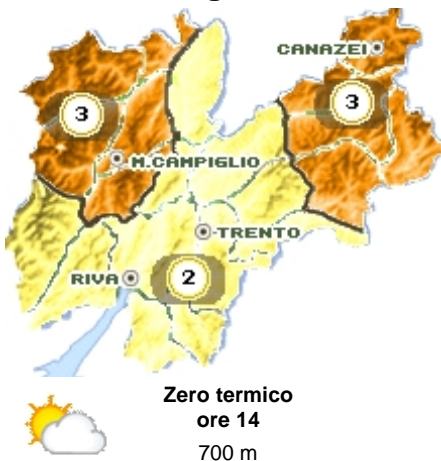 CANAZEI
3
3
M.CAMPIGLIO
TRENTO
RIVA
2
Zero termico
ore 14
700 m